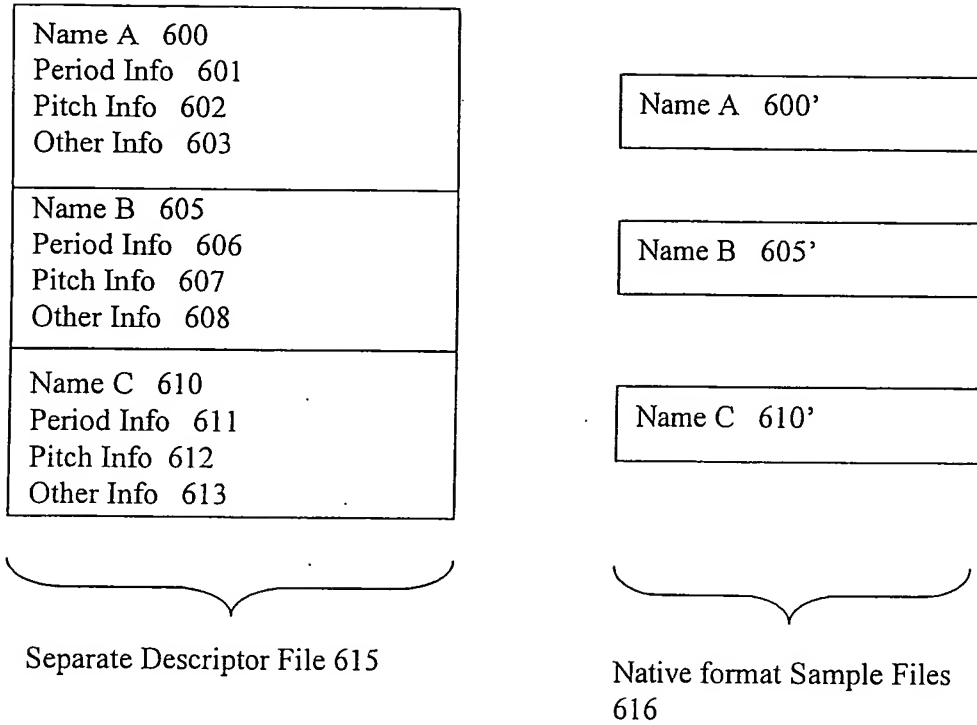 Name A 600
Period Info 601
Pitch Info 602
Other Info 603
Name B 605
Period Info 606
Pitch Info 607
Other Info 608
Name C 610
Period Info 611
Pitch Info 612
Other Info 613
Separate Descriptor File 615
Name A 600’
Name B 605’
Name C 610’
Native format Sample Files
616